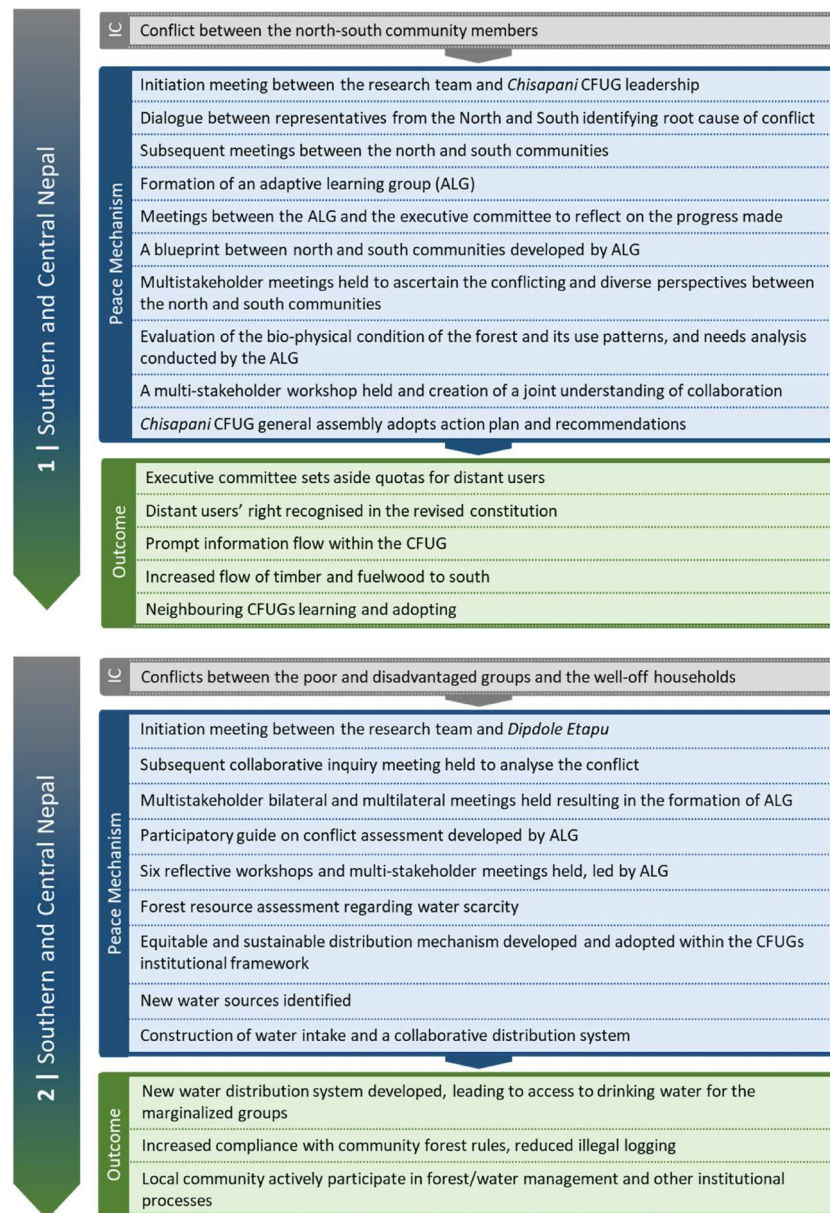 1 | Southern and Central Nepal
IC
Conflict between the north-south community members
Peace Mechanism
Initiation meeting between the research team and Chisapani CFUG leadership
Dialogue between representatives from the North and South identifying root cause of conflict
Subsequent meetings between the north and south communities
Formation of an adaptive learning group (ALG)
Meetings between the ALG and the executive committee to reflect on the progress made
A blueprint between north and south communities developed by ALG
Multistakeholder meetings held to ascertain the conflicting and diverse perspectives between
the north and south communities
Evaluation of the bio-physical condition of the forest and its use patterns, and needs analysis
conducted by the ALG
A multi-stakeholder workshop held and creation of a joint understanding of collaboration
Chisapani CFUG general assembly adopts action plan and recommendations
Outcome
Executive committee sets aside quotas for distant users
Distant users’ right recognised in the revised constitution
Prompt information flow within the CFUG
Increased flow of timber and fuelwood to south
Neighbouring CFUGs learning and adopting
2 | Southern and Central Nepal
IC
Conflicts between the poor and disadvantaged groups and the well-off households
Peace Mechanism
Initiation meeting between the research team and Dipdole Etapu
Subsequent collaborative inquiry meeting held to analyse the conflict
Multistakeholder bilateral and multilateral meetings held resulting in the formation of ALG
Participatory guide on conflict assessment developed by ALG
Six reflective workshops and multi-stakeholder meetings held, led by ALG
Forest resource assessment regarding water scarcity
Equitable and sustainable distribution mechanism developed and adopted within the CFUGs
institutional framework
New water sources identified
Construction of water intake and a collaborative distribution system
Outcome
New water distribution system developed, leading to access to drinking water for the
marginalized groups
Increased compliance with community forest rules, reduced illegal logging
Local community actively participate in forest/water management and other institutional
processes